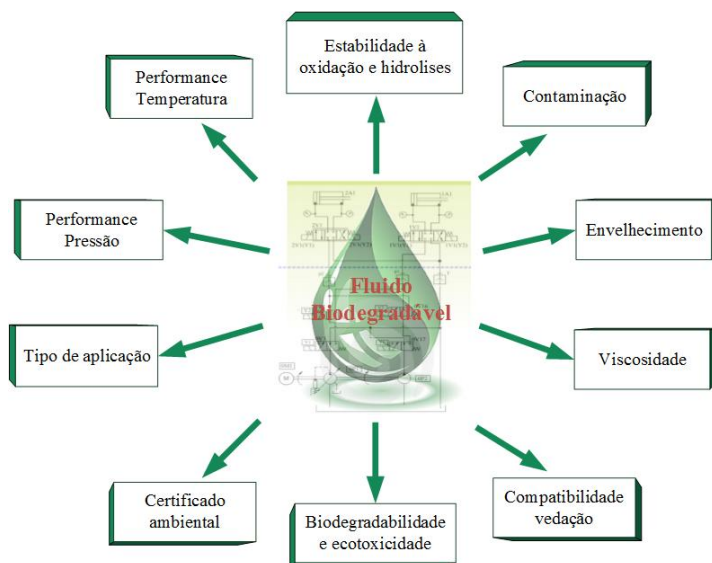 Estabilidade à
oxidação e hidrolises
Performance
Temperatura
Contaminação
Performance
Pressão
Envelhecimento
Fluido
Biodegradável
Tipo de aplicação
Viscosidade
Certificado
ambiental
Biodegradabilidade
e ecotoxicidade
Compatibilidade
vedação